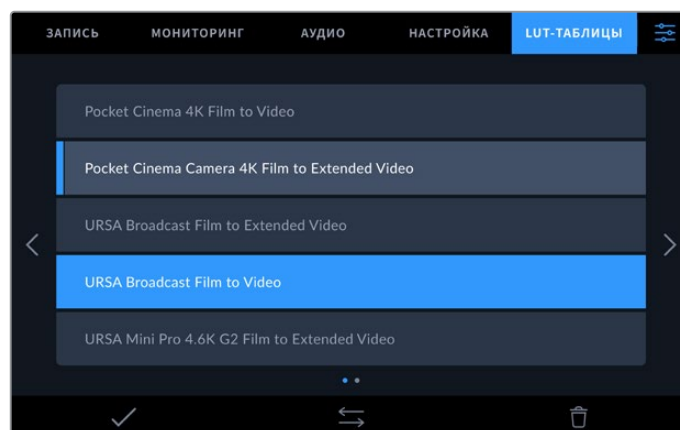 ЗАПИСЬ МОНИТОРИНГ АУДИО НАСТРОЙКА LUT-ТАБЛИЦЫ
Pocket Cinema 4K Film to Video
Pocket Cinema Camera 4K Film to Extended Video
URSA Broadcast Film to Extended Video
URSA Broadcast Film to Video
URSA Mini Pro 4.6K G2 Film to Extended Video